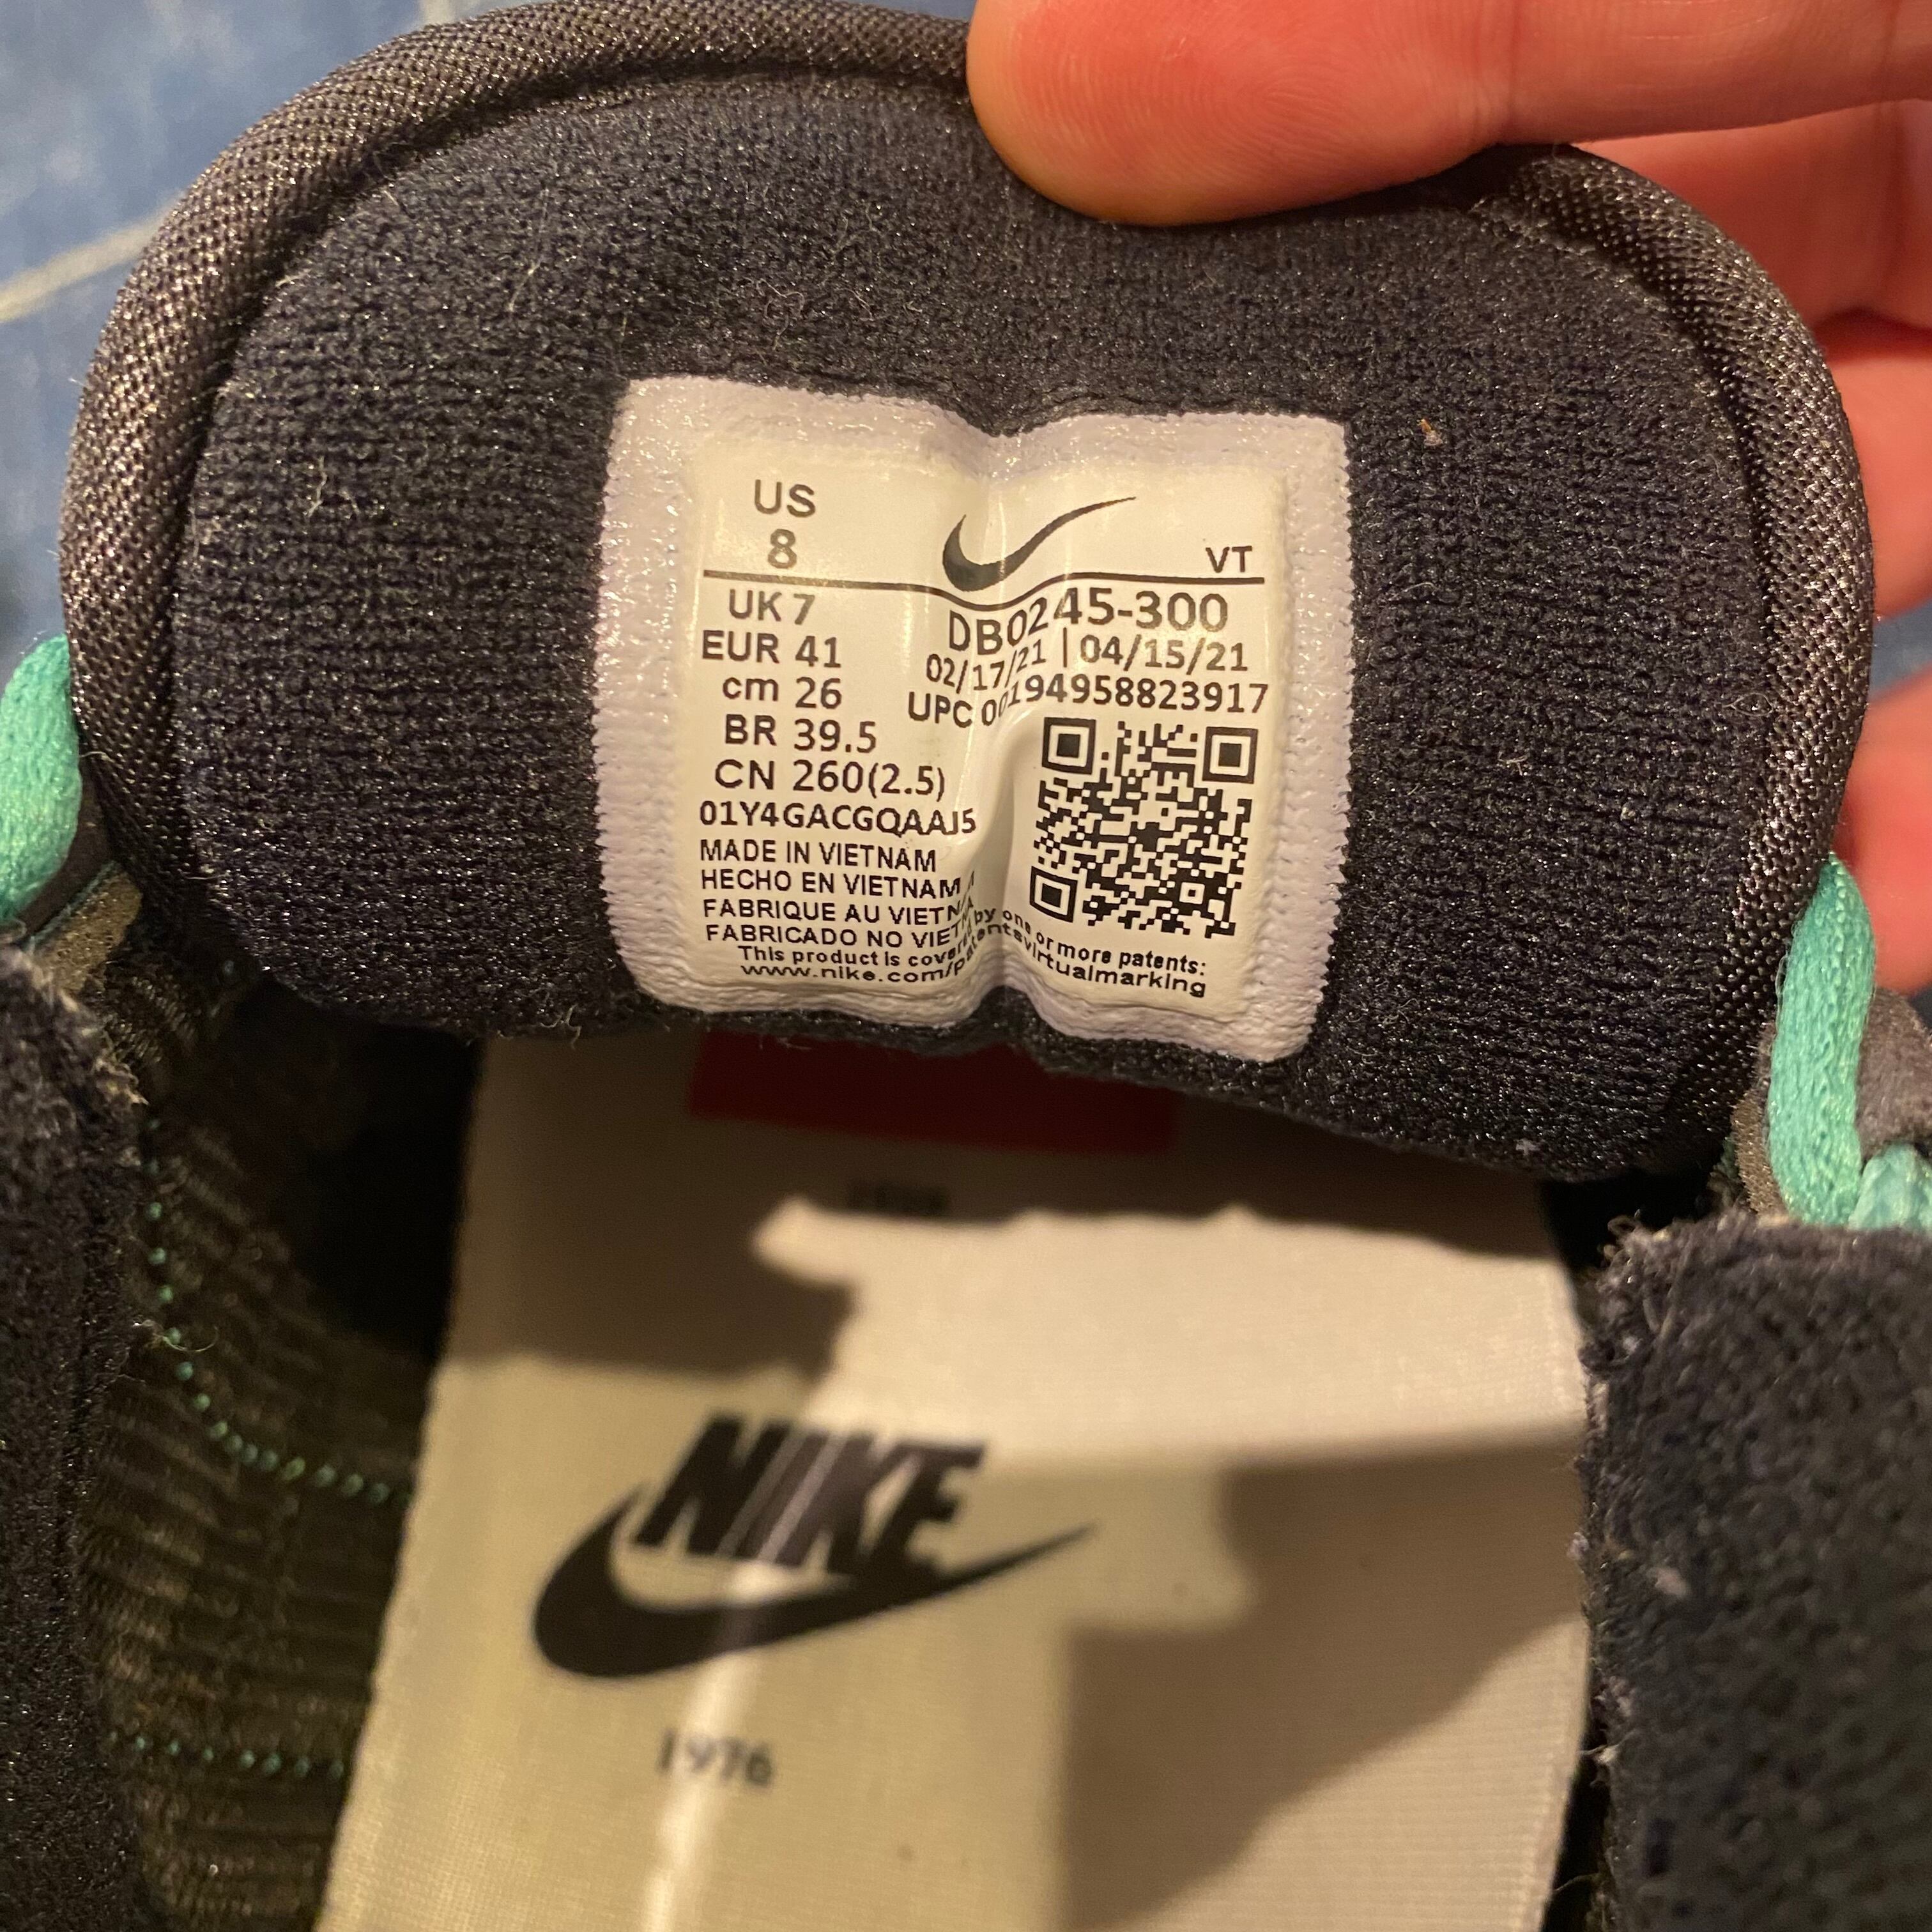 US
8
VT
UK 7
EUR 41
cm 26
BR 39.5
CN 260(2.5)
01Y4GACGQAAJ5
DB0245-300
02/17/21 | 04/15/21
UPC 00194958823917
MADE IN VIETNAM
HECHO EN VIETNAM
FABRIQUE AU VIETNAM
FABRICADO NO VIETNA
This product is covered by one or more patents:
www.nike.com/patentsvirtualmarking
NIKE
1976